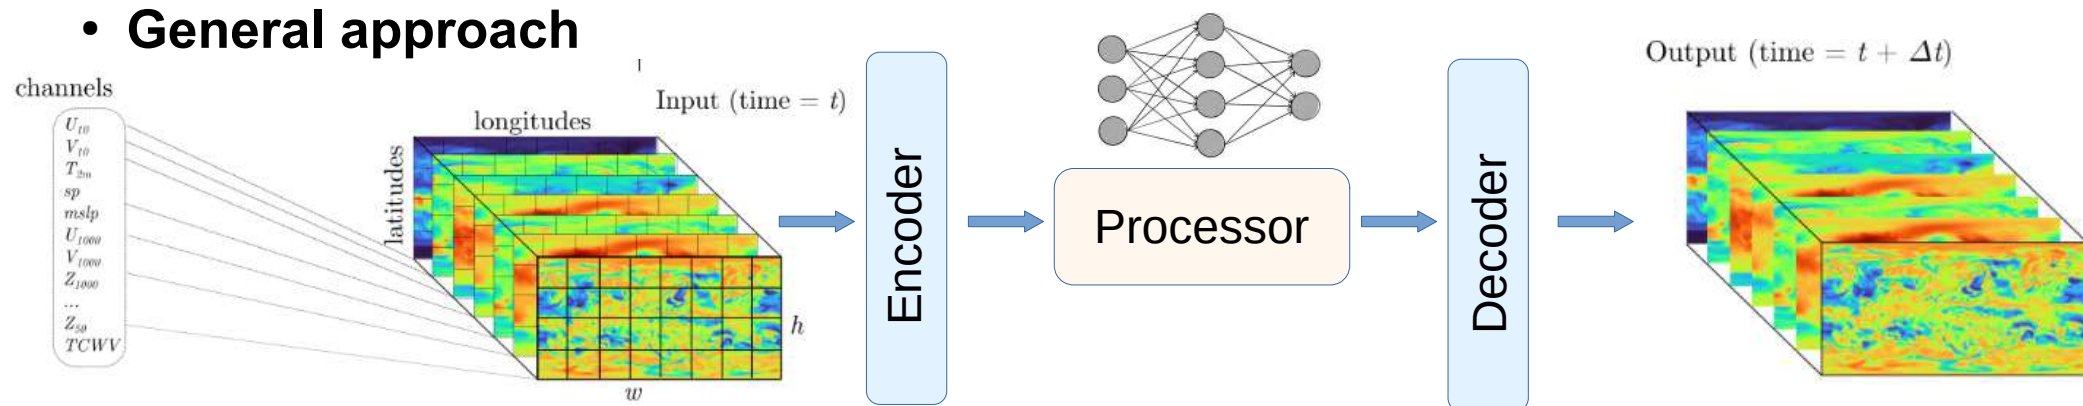 • General approach
channels
U10
V10
T2m
sp
mslp
U1000
V1000
Z1000
...
Z50
TCWV
Input (time = t)
longitudes
latitudes
h
w
Encoder
Processor
Decoder
Output (time = t + Δt)